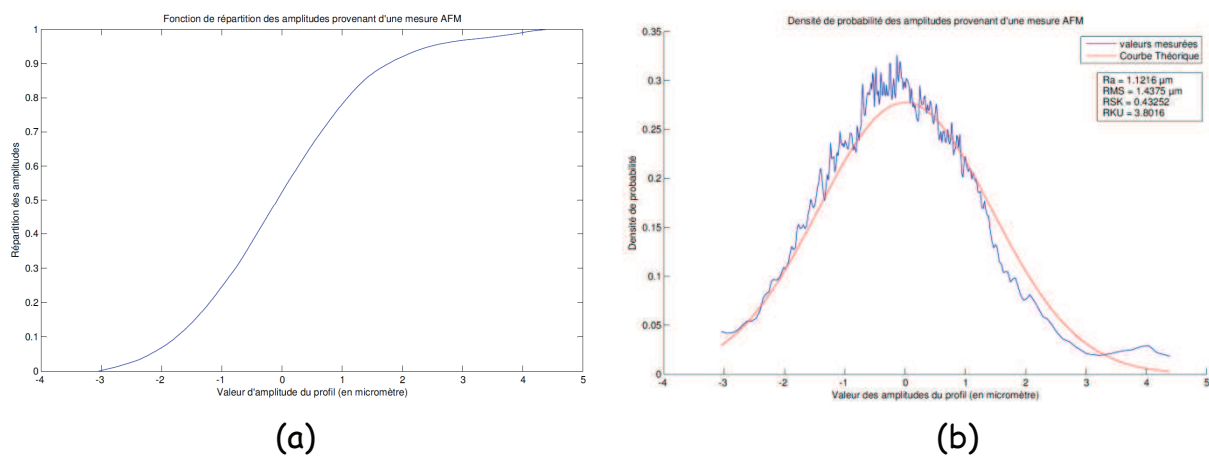 Fonction de répartition des amplitudes provenant d'une mesure AFM
1
0.9
0.8
0.7
0.6
0.5
0.4
0.3
0.2
0.1
0
Répartition des amplitudes
-4
-3
-2
-1
0
1
2
3
4
5
Valeur d'amplitude du profil (en micromètre)
(a)
Densité de probabilité des amplitudes provenant d'une mesure AFM
0.35
0.3
0.25
0.2
0.15
0.1
0.05
0
Densité de probabilité
valeurs mesurées
Courbe Théorique
Ra = 1.1216 µm
RMS = 1.4375 µm
RSK = 0.43252
RKU = 3.8016
-4
-3
-2
-1
0
1
2
3
4
5
Valeur des amplitudes du profil (en micromètre)
(b)